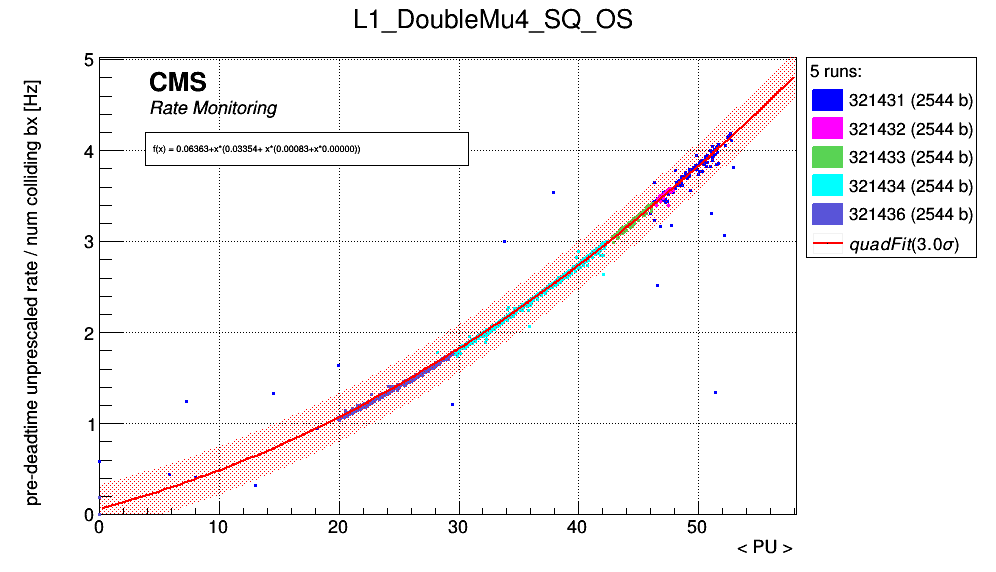 L1_DoubleMu4_SQ_OS
CMS
Rate Monitoring
f(x) = 0.06363+x*(0.03354+ x*(0.00083+x*0.00000))
pre-deadtime unprescaled rate / num colliding bx [Hz]
5
4
3
2
1
0
0 10 20 30 40 50
< PU >
5 runs:
321431 (2544 b)
321432 (2544 b)
321433 (2544 b)
321434 (2544 b)
321436 (2544 b)
quadFit(3.0σ)